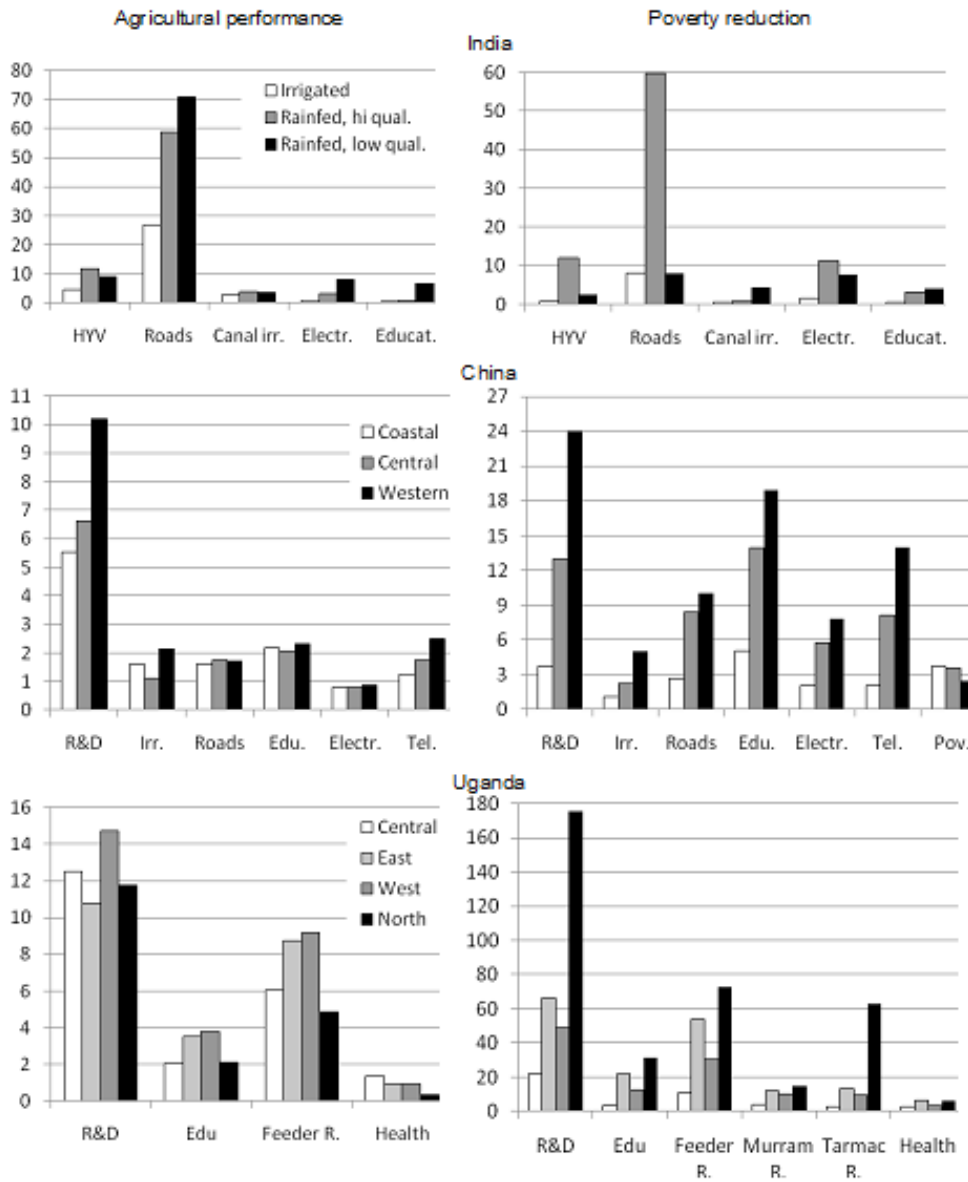 Agricultural performance
Poverty reduction
India
80
70
60
50
40
30
20
10
0
Irrigated
Rainfed, hi qual.
Rainfed, low qual.
HYV Roads Canal irr. Electr. Educat.
60
50
40
30
20
10
0
HYV Roads Canal irr. Electr. Educat.
China
11
10
9
8
7
6
5
4
3
2
1
0
Coastal
Central
Western
R&D Irr. Roads Edu. Electr. Tel.
27
24
21
18
15
12
9
6
3
0
R&D Irr. Roads Edu. Electr. Tel. Pov.
Uganda
16
14
12
10
8
6
4
2
0
Central
East
West
North
R&D Edu Feeder R. Health
180
160
140
120
100
80
60
40
20
0
R&D Edu Feeder Murram Tarmac Health
R. R. R.